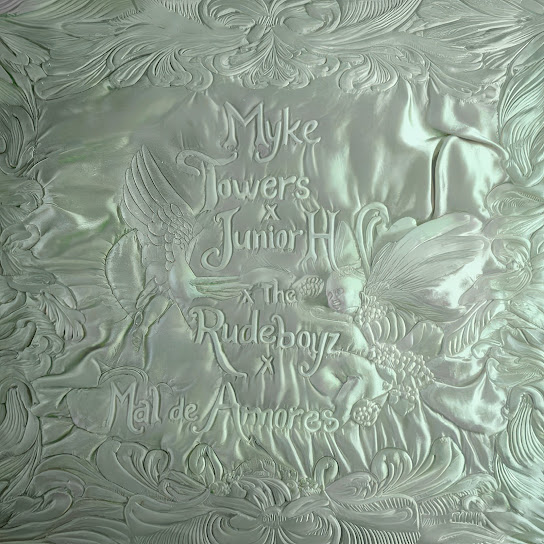 Myke
Towers
x
Junior H
x The
Rudeboyz
x
Mal de Amores